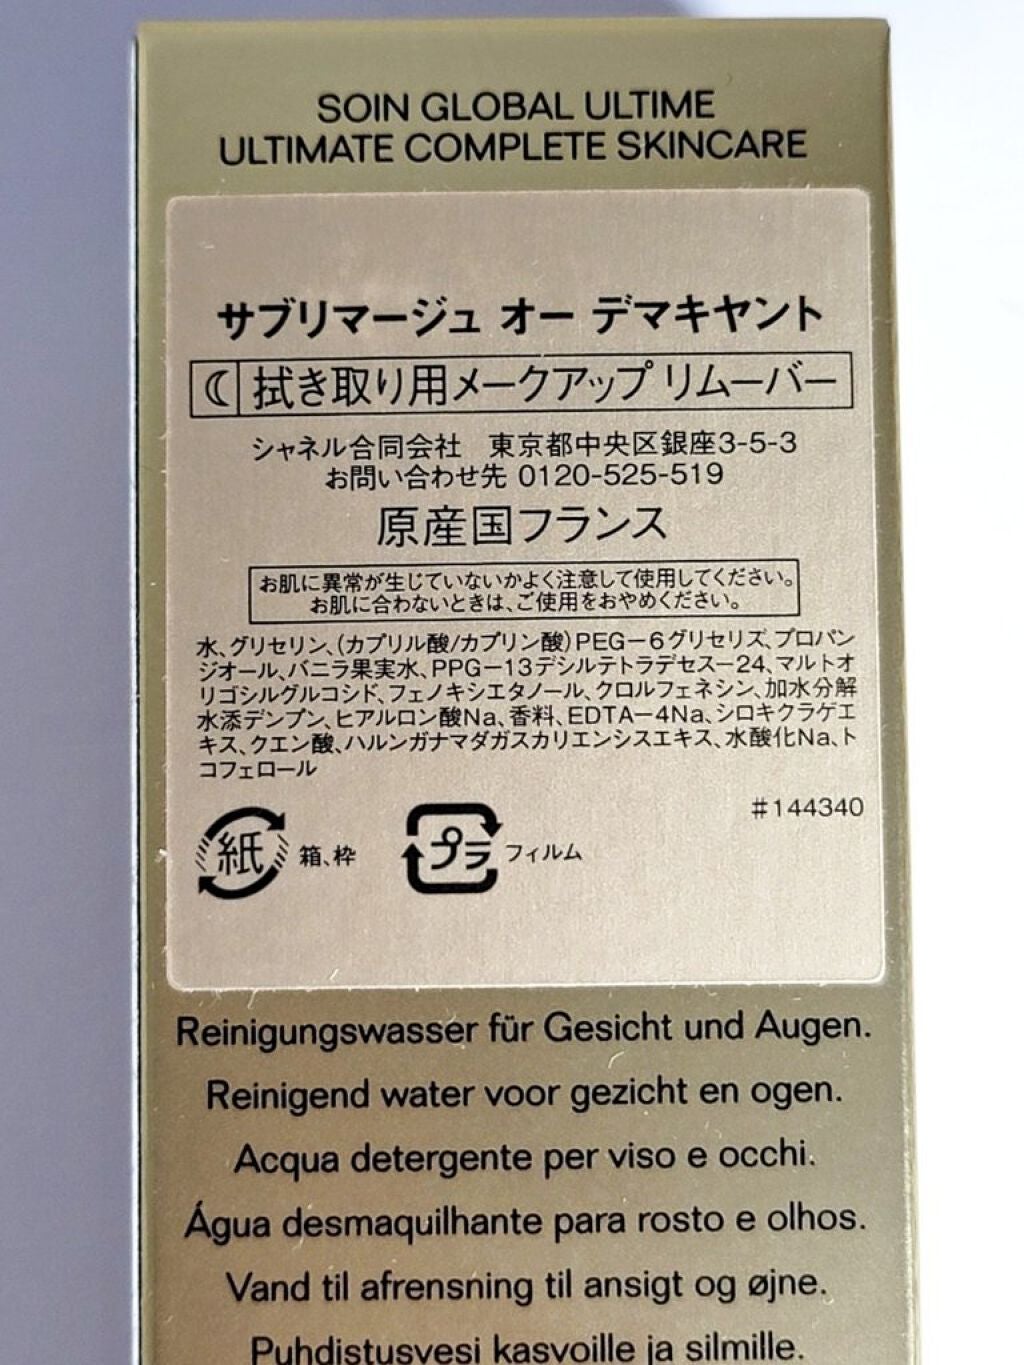 SOIN GLOBAL ULTIME
ULTIMATE COMPLETE SKINCARE
サブリマージュ オー デマキヤント
拭き取り用メークアップ リムーバー
シャネル合同会社 東京都中央区銀座3-5-3
お問い合わせ先 0120-525-519
原産国フランス
お肌に異常が生じていないかよく注意して使用してください。
お肌に合わないときは、ご使用をおやめください。
水、グリセリン、(カプリル酸/カプリン酸)PEG－6グリセリズ、プロパン
ジオール、バニラ果実水、PPG－13デシルテトラデセス－24、マルトオ
リゴシルグルコシド、フェノキシエタノール、クロルフェネシン、加水分解
水添デンプン、ヒアルロン酸Na、香料、EDTA－4Na、シロキクラゲエ
キス、クエン酸、ハルンガナマダガスカリエンシスエキス、水酸化Na、ト
コフェロール
#144340
紙 箱、枠 プラ フィルム
Reinigungswasser für Gesicht und Augen.
Reinigend water voor gezicht en ogen.
Acqua detergente per viso e occhi.
Água desmaquilhante para rosto e olhos.
Vand til afrensning til ansigt og øjne.
Puhdistusvesi kasvoille ja silmille.